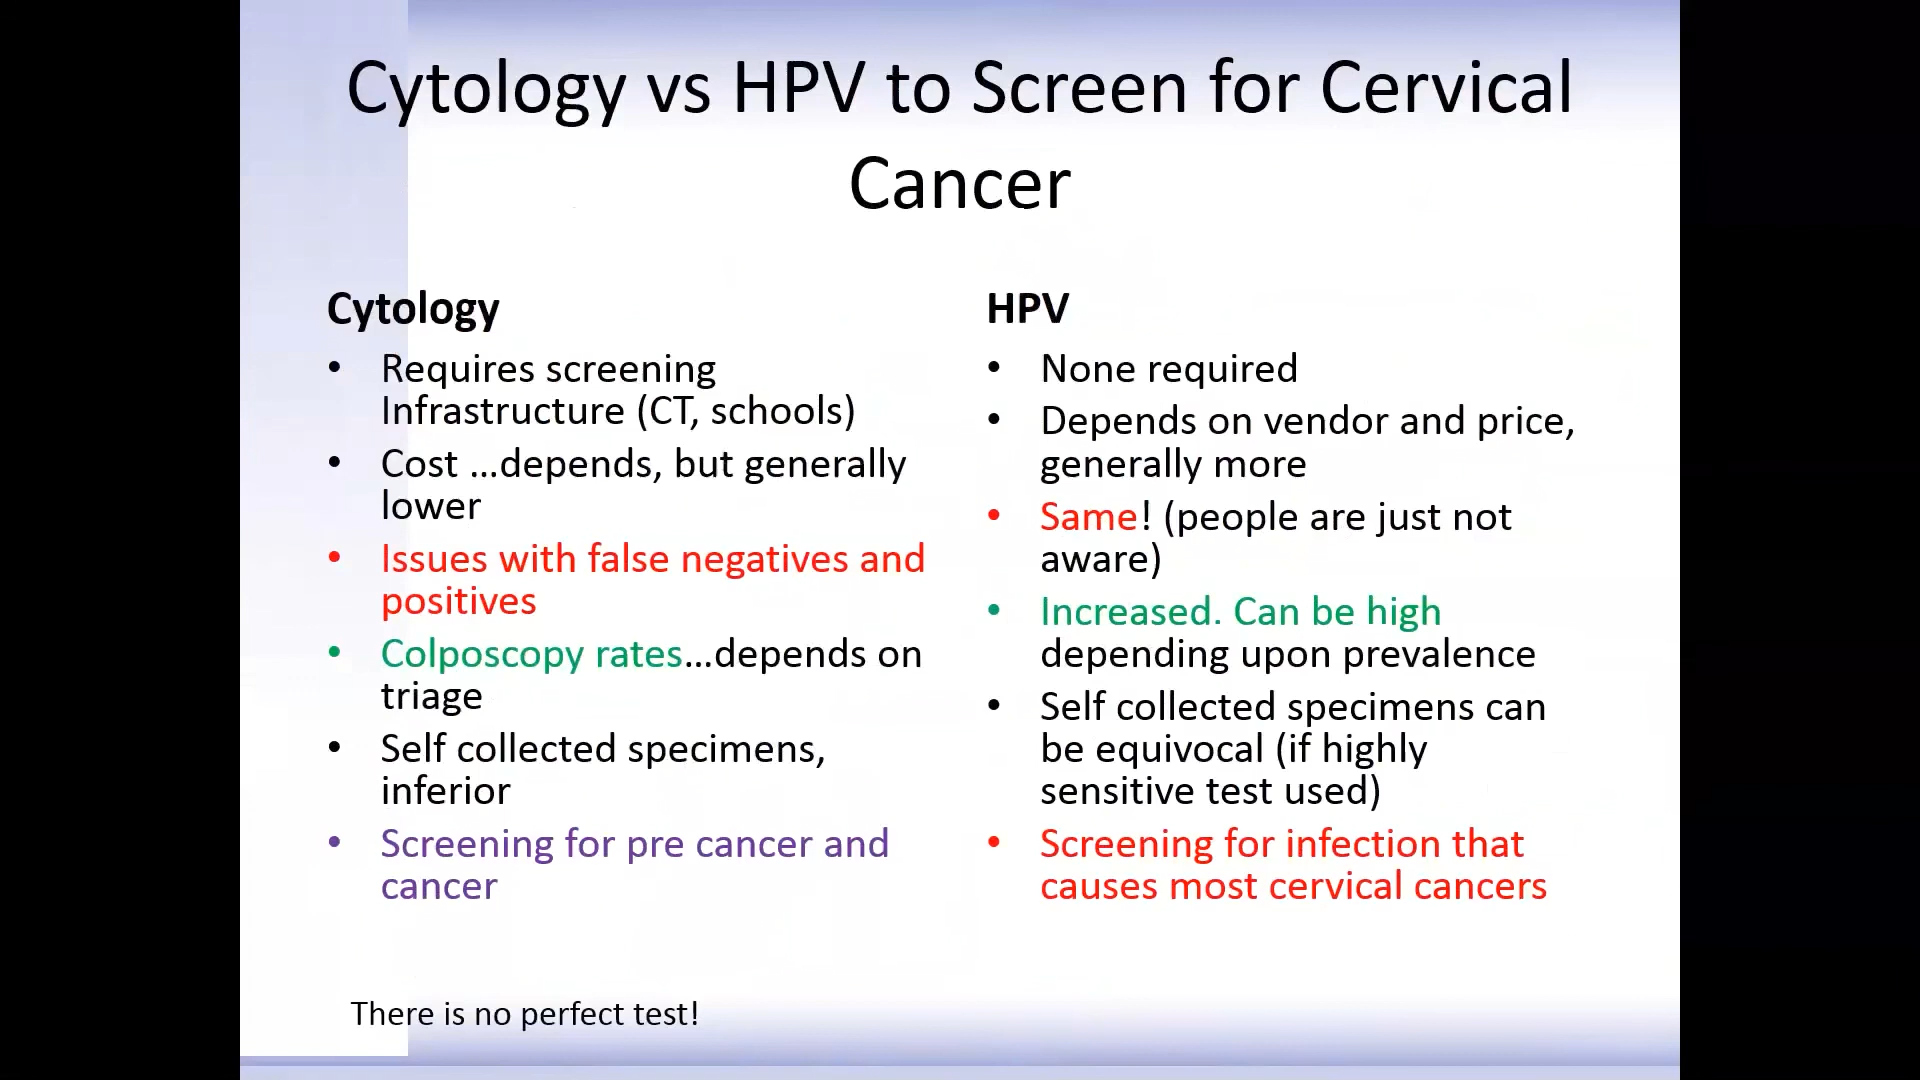 Cytology vs HPV to Screen for Cervical
Cancer
Cytology
• Requires screening
Infrastructure (CT, schools)
• Cost …depends, but generally
lower
• Issues with false negatives and
positives
• Colposcopy rates…depends on
triage
• Self collected specimens,
inferior
• Screening for pre cancer and
cancer
HPV
• None required
• Depends on vendor and price,
generally more
• Same! (people are just not
aware)
• Increased. Can be high
depending upon prevalence
• Self collected specimens can
be equivocal (if highly
sensitive test used)
• Screening for infection that
causes most cervical cancers
There is no perfect test!